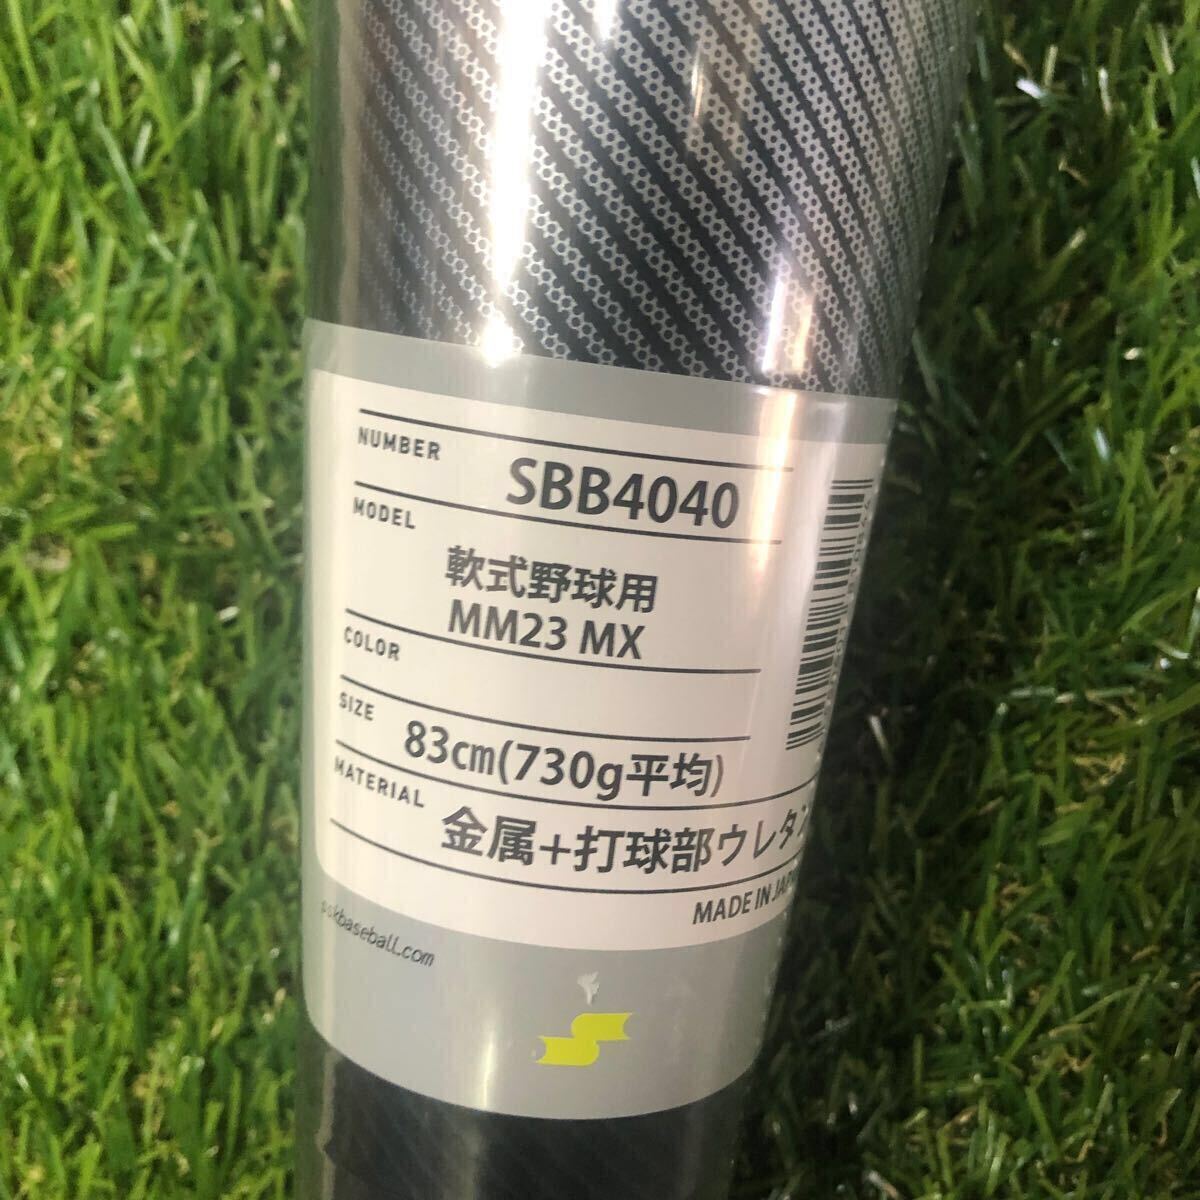 NUMBER
SBB4040
MODEL
軟式野球用
MM23 MX
COLOR
SIZE
83cm(730g平均)
MATERIAL
金属+打球部ウレタン
MADE IN JAPA
sskbaseball.com